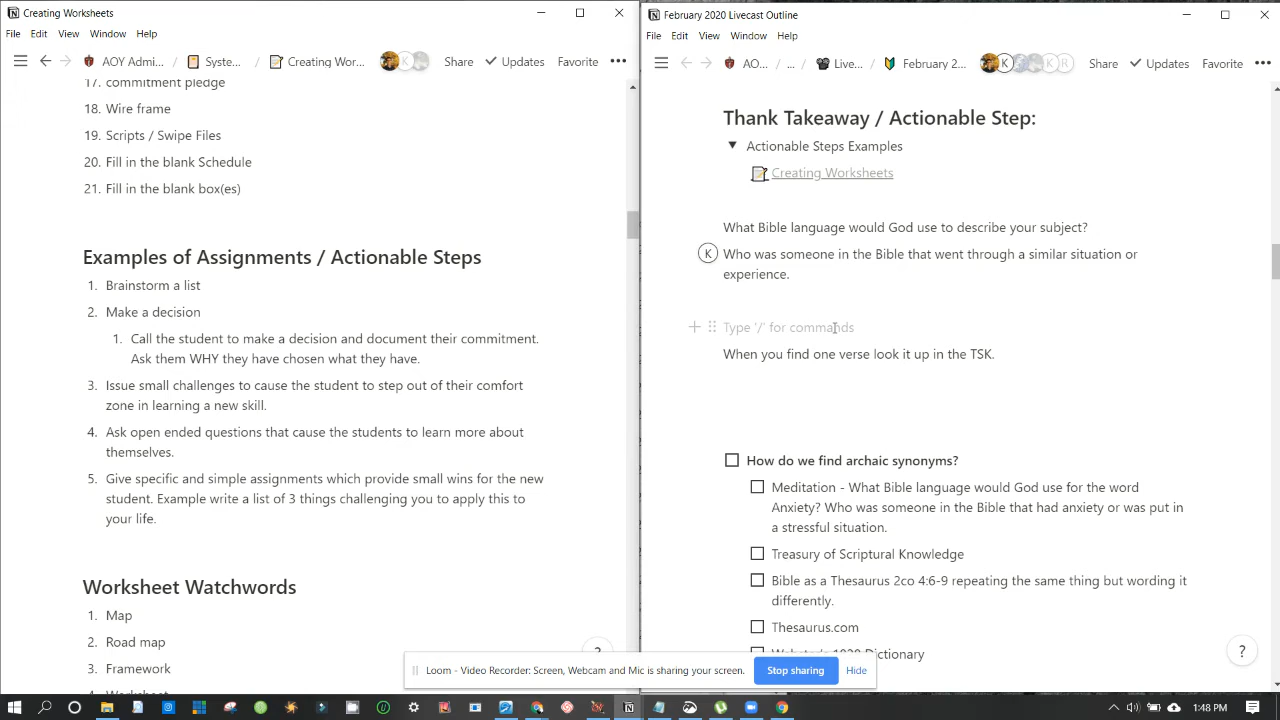 Creating Worksheets
File Edit View Window Help
AOY Admi... / Syste... / Creating Wor... K Share Updates Favorite
17. commitment pledge
18. Wire frame
19. Scripts / Swipe Files
20. Fill in the blank Schedule
21. Fill in the blank box(es)
Examples of Assignments / Actionable Steps
1. Brainstorm a list
2. Make a decision
1. Call the student to make a decision and document their commitment.
Ask them WHY they have chosen what they have.
3. Issue small challenges to cause the student to step out of their comfort
zone in learning a new skill.
4. Ask open ended questions that cause the students to learn more about
themselves.
5. Give specific and simple assignments which provide small wins for the new
student. Example write a list of 3 things challenging you to apply this to
your life.
Worksheet Watchwords
1. Map
2. Road map
3. Framework
4. Worksheet
February 2020 Livecast Outline
File Edit View Window Help
AO... / ... / Live... / February 2... K K R Share Updates Favorite
Thank Takeaway / Actionable Step:
Actionable Steps Examples
Creating Worksheets
What Bible language would God use to describe your subject?
K Who was someone in the Bible that went through a similar situation or
experience.
Type '/' for commands
When you find one verse look it up in the TSK.
How do we find archaic synonyms?
Meditation - What Bible language would God use for the word
Anxiety? Who was someone in the Bible that had anxiety or was put in
a stressful situation.
Treasury of Scriptural Knowledge
Bible as a Thesaurus 2co 4:6-9 repeating the same thing but wording it
differently.
Thesaurus.com
Webster's 1828 Dictionary
?
Loom - Video Recorder: Screen, Webcam and Mic is sharing your screen. Stop sharing Hide
1:48 PM